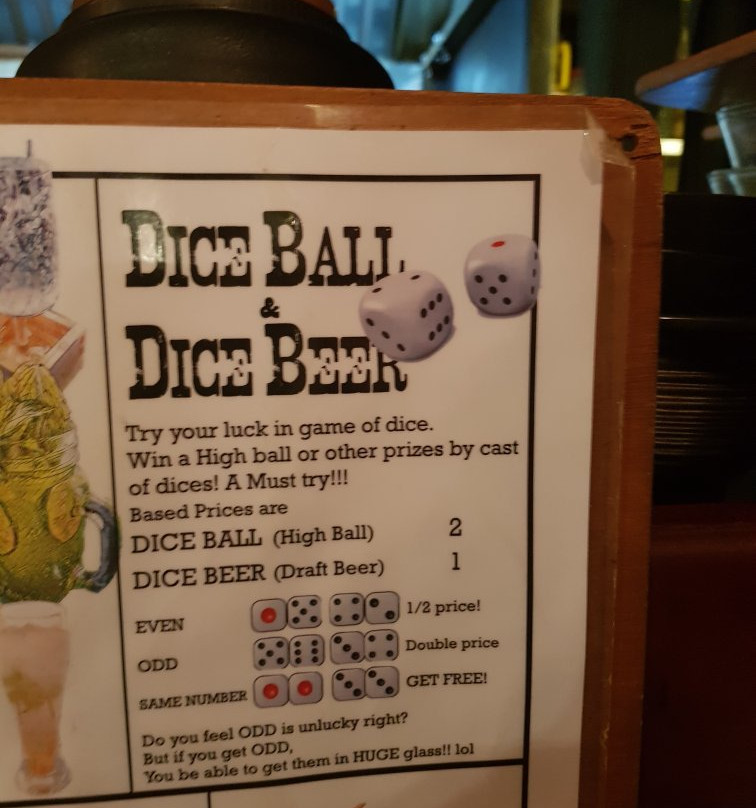 DICE BALL
&
DICE BEER
Try your luck in game of dice.
Win a High ball or other prizes by cast
of dices! A Must try!!!
Based Prices are
DICE BALL (High Ball) 2
DICE BEER (Draft Beer) 1
EVEN 1/2 price!
ODD Double price
SAME NUMBER GET FREE!
Do you feel ODD is unlucky right?
But if you get ODD,
You be able to get them in HUGE glass!! lol